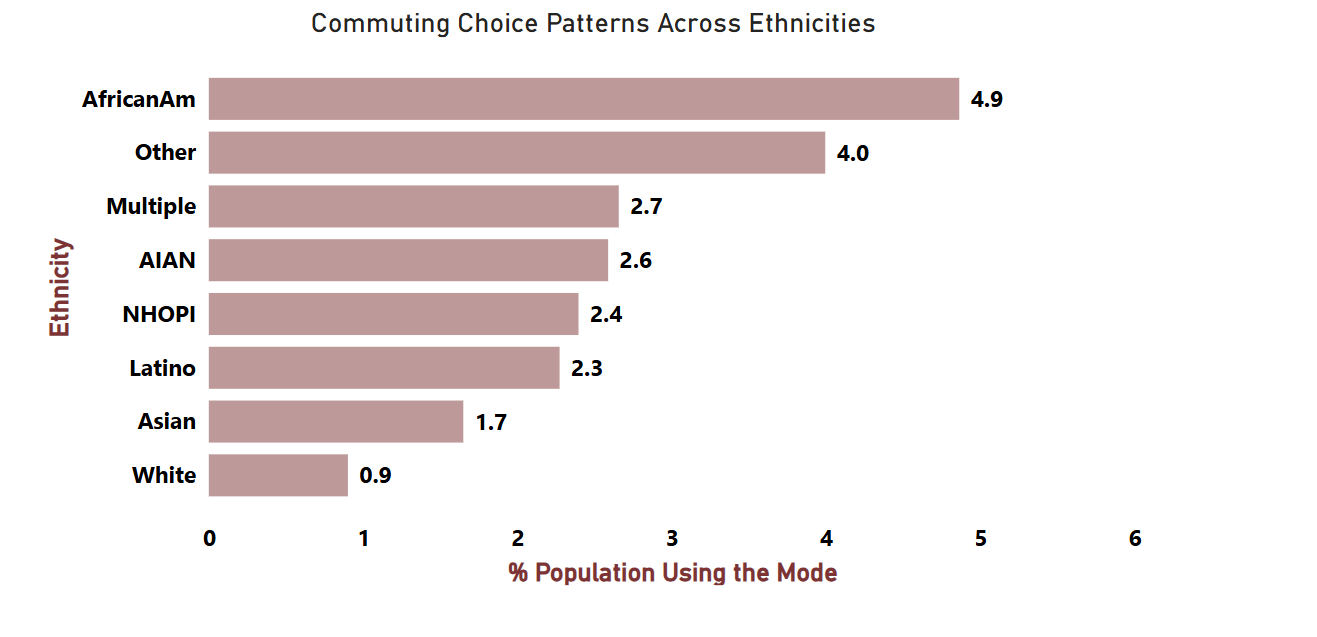 Commuting Choice Patterns Across Ethnicities
AfricanAm 4.9
Other 4.0
Multiple 2.7
AIAN 2.6
NHOPI 2.4
Latino 2.3
Asian 1.7
White 0.9
Ethnicity
0 1 2 3 4 5 6
% Population Using the Mode